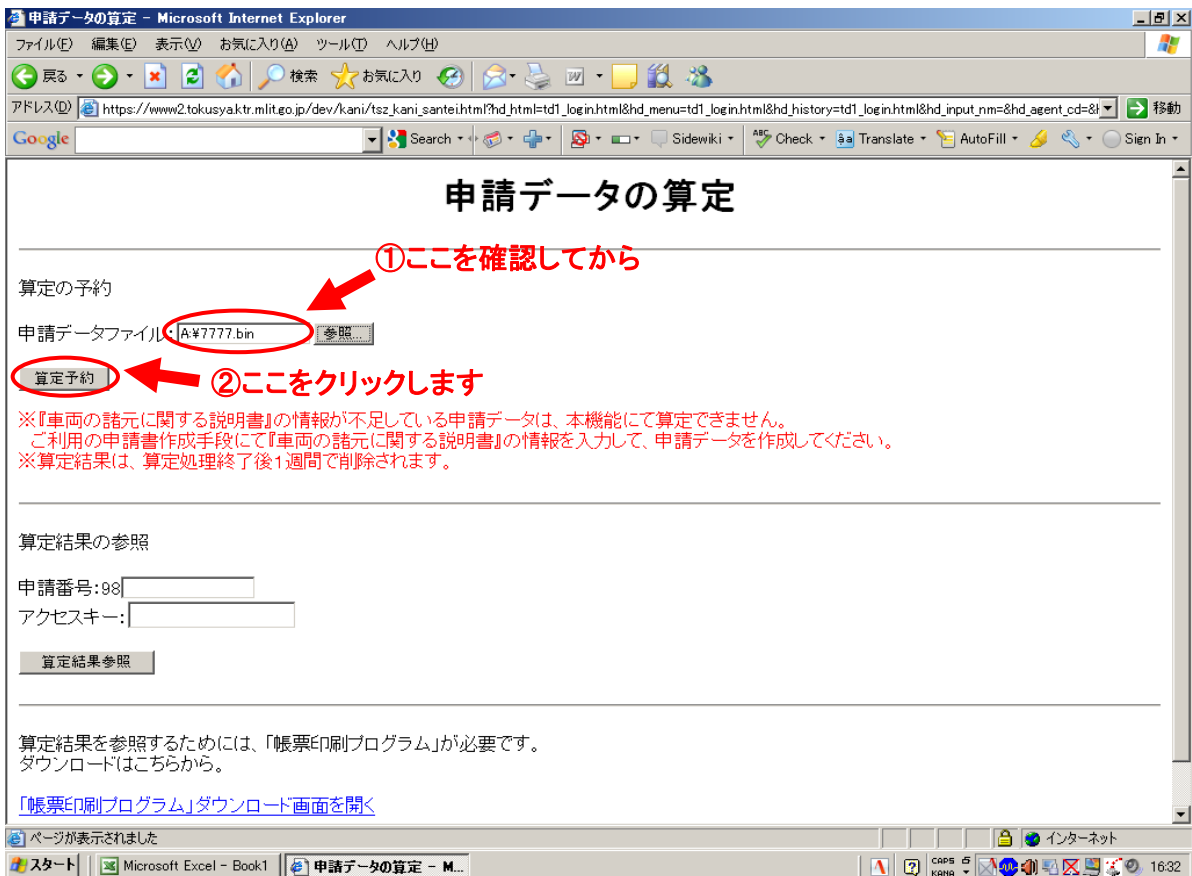 申請データの算定 - Microsoft Internet Explorer
ファイル(F) 編集(E) 表示(V) お気に入り(A) ツール(T) ヘルプ(H)
戻る 検索 お気に入り
アドレス(D) https://www2.tokusya.ktr.mlit.go.jp/dev/kani/tsz_kani_santei.html?hd_html=td1_login.html&hd_menu=td1_login.html&hd_history=td1_login.html&hd_input_nm=&hd_agent_cd=&h 移動
Google Search Sidewiki ABC Check Translate AutoFill Sign In
申請データの算定
①ここを確認してから
算定の予約
申請データファイル: A:¥7777.bin 参照...
算定予約 ②ここをクリックします
※『車両の諸元に関する説明書』の情報が不足している申請データは、本機能にて算定できません。
ご利用の申請書作成手段にて『車両の諸元に関する説明書』の情報を入力して、申請データを作成してください。
※算定結果は、算定処理終了後1週間で削除されます。
算定結果の参照
申請番号:98
アクセスキー:
算定結果参照
算定結果を参照するためには、「帳票印刷プログラム」が必要です。
ダウンロードはこちらから。
「帳票印刷プログラム」ダウンロード画面を開く
ページが表示されました インターネット
スタート Microsoft Excel - Book1 申請データの算定 - M... A CAPS KANA 16:32